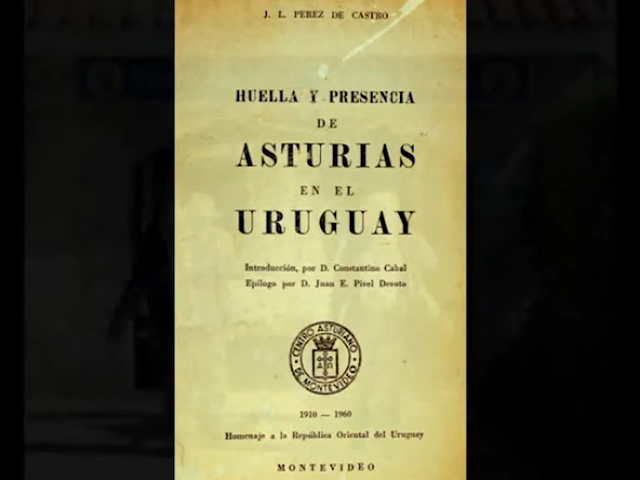 J. L. PEREZ DE CASTRO
HUELLA Y PRESENCIA
DE
ASTURIAS
EN EL
URUGUAY
Introducción, por D. Constantino Cabal
Epílogo por D. Juan E. Pivel Devoto
CENTRO ASTURIANO
DE MONTEVIDEO
1910 — 1960
Homenaje a la República Oriental del Uruguay
MONTEVIDEO